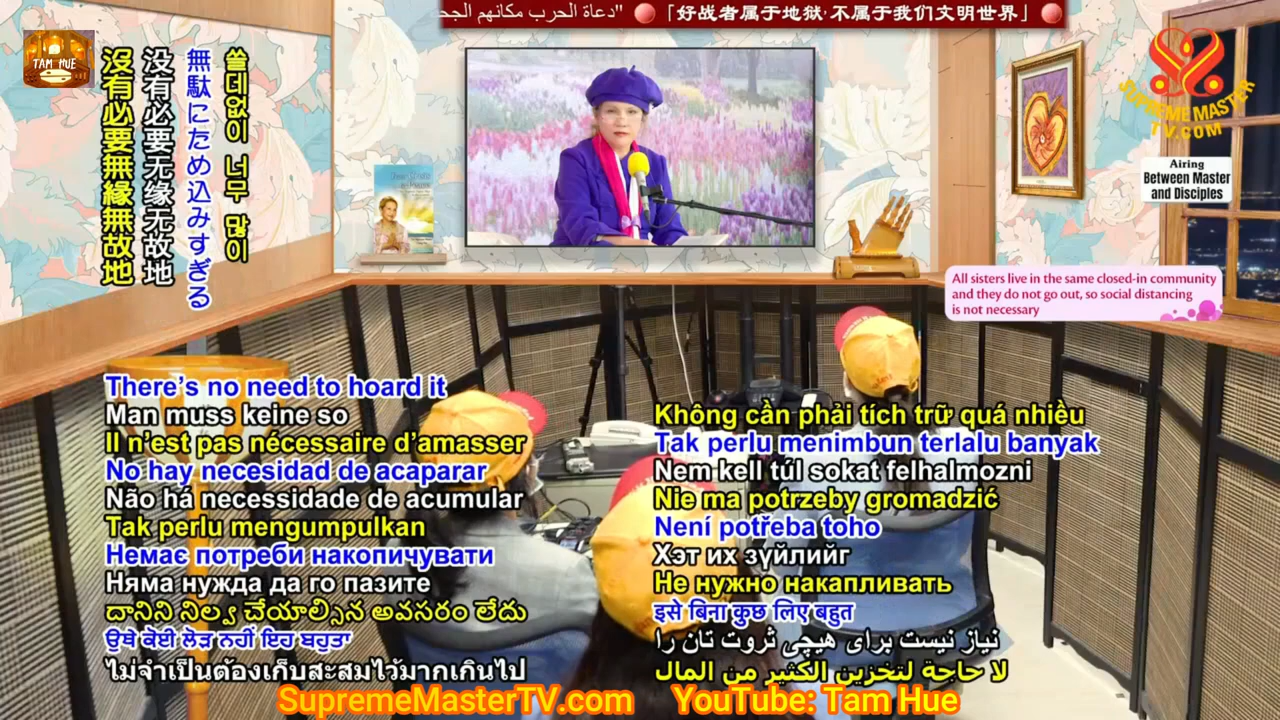 "دعاة الحرب مكانهم الجح
「好战者属于地狱，不属于我们文明世界」
TAM HUE
쓸데없이 너무 많이
無駄にため込みすぎる
没有必要无缘无故地
沒有必要無緣無故地
SUPREME MASTER
TV.COM
Airing
Between Master
and Disciples
All sisters live in the same closed-in community
and they do not go out, so social distancing
is not necessary
There's no need to hoard it
Man muss keine so
Il n'est pas nécessaire d'amasser
No hay necesidad de acaparar
Não há necessidade de acumular
Tak perlu mengumpulkan
Немає потреби накопичувати
Няма нужда да го пазите
దానిని నిల్వ చేయాల్సిన అవసరం లేదు
ਉਥੇ ਕੋਈ ਲੋੜ ਨਹੀਂ ਇਹ ਬਹੁਤਾ
ไม่จำเป็นต้องเก็บสะสมไว้มากเกินไป
Không cần phải tích trữ quá nhiều
Tak perlu menimbun terlalu banyak
Nem kell túl sokat felhalmozni
Nie ma potrzeby gromadzić
Není potřeba toho
Хэт их зүйлийг
Не нужно накапливать
इसे बिना कुछ लिए बहुत
نیاز نیست برای هیچی ثروت تان را
لا حاجة لتخزين الكثير من المال
SupremeMasterTV.com
YouTube: Tam Hue